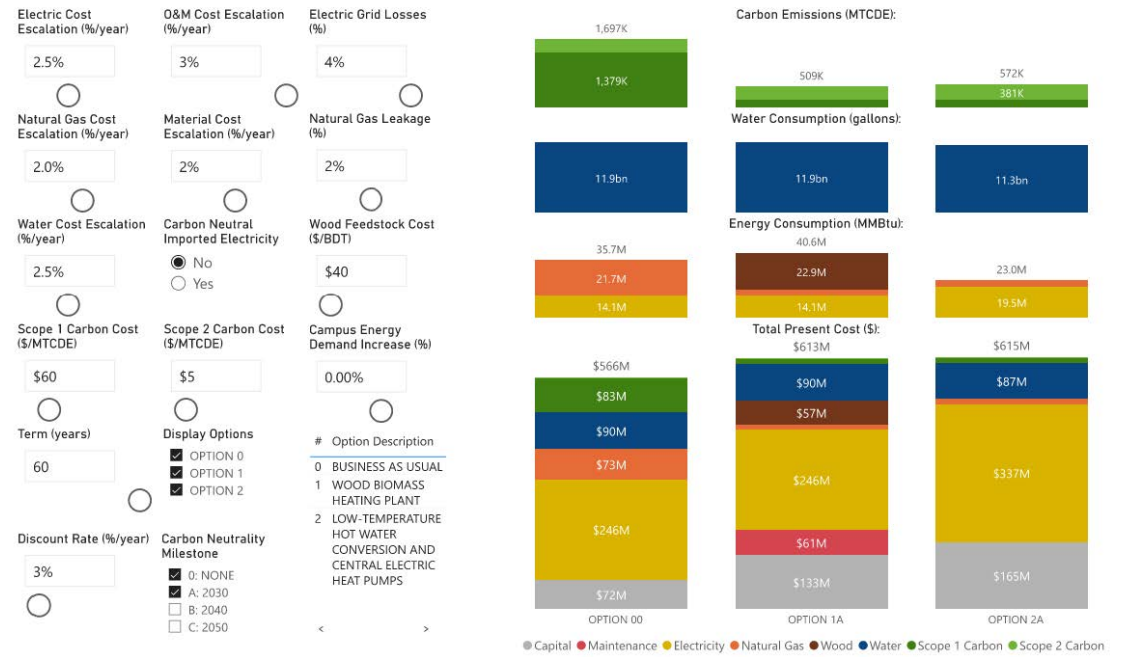 Electric Cost
Escalation (%/year)
2.5%
O&M Cost Escalation
(%/year)
3%
Electric Grid Losses
(%)
4%
Natural Gas Cost
Escalation (%/year)
2.0%
Material Cost
Escalation (%/year)
2%
Natural Gas Leakage
(%)
2%
Water Cost Escalation
(%/year)
2.5%
Carbon Neutral
Imported Electricity
No
Yes
Wood Feedstock Cost
($/BDT)
$40
Scope 1 Carbon Cost
($/MTCDE)
$60
Scope 2 Carbon Cost
($/MTCDE)
$5
Campus Energy
Demand Increase (%)
0.00%
Term (years)
60
Display Options
OPTION 0
OPTION 1
OPTION 2
# Option Description
0 BUSINESS AS USUAL
1 WOOD BIOMASS
HEATING PLANT
2 LOW-TEMPERATURE
HOT WATER
CONVERSION AND
CENTRAL ELECTRIC
HEAT PUMPS
< >
Discount Rate (%/year)
3%
Carbon Neutrality
Milestone
0: NONE
A: 2030
B: 2040
C: 2050
Carbon Emissions (MTCDE):
1,697K
1,379K
509K
572K
381K
Water Consumption (gallons):
11.9bn
11.9bn
11.3bn
Energy Consumption (MMBtu):
35.7M
21.7M
14.1M
40.6M
22.9M
14.1M
23.0M
19.5M
Total Present Cost ($):
$566M
$83M
$90M
$73M
$246M
$72M
$613M
$90M
$57M
$246M
$61M
$133M
$615M
$87M
$337M
$165M
OPTION 00
OPTION 1A
OPTION 2A
Capital Maintenance Electricity Natural Gas Wood Water Scope 1 Carbon Scope 2 Carbon